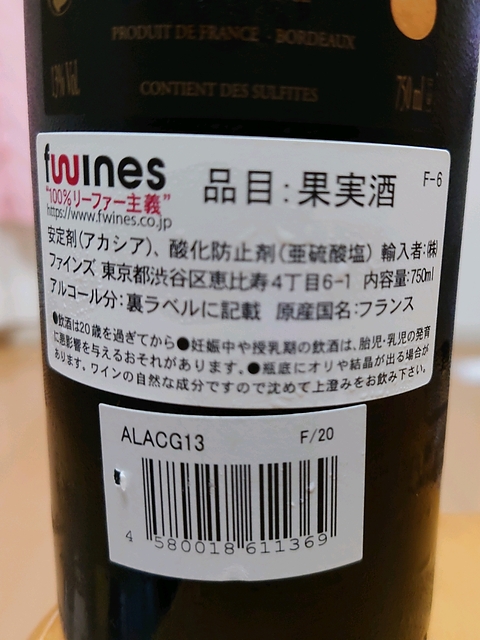 PRODUIT DE FRANCE - BORDEAUX
13% Vol.
CONTIENT DES SULFITES
750 ml
fwines
"100%リーファー主義"
https://www.fwines.co.jp
品目:果実酒
F-6
安定剤(アカシア)、酸化防止剤(亜硫酸塩) 輸入者:㈱
ファインズ 東京都渋谷区恵比寿4丁目6-1 内容量:750ml
アルコール分:裏ラベルに記載 原産国名:フランス
●飲酒は20歳を過ぎてから●妊娠中や授乳期の飲酒は、胎児・乳児の発育
に悪影響を与えるおそれがあります。●瓶底にオリや結晶が出る場合が
あります。ワインの自然な成分ですので沈めて上澄みをお飲み下さい。
ALACG13
F/20
4 580018 611369